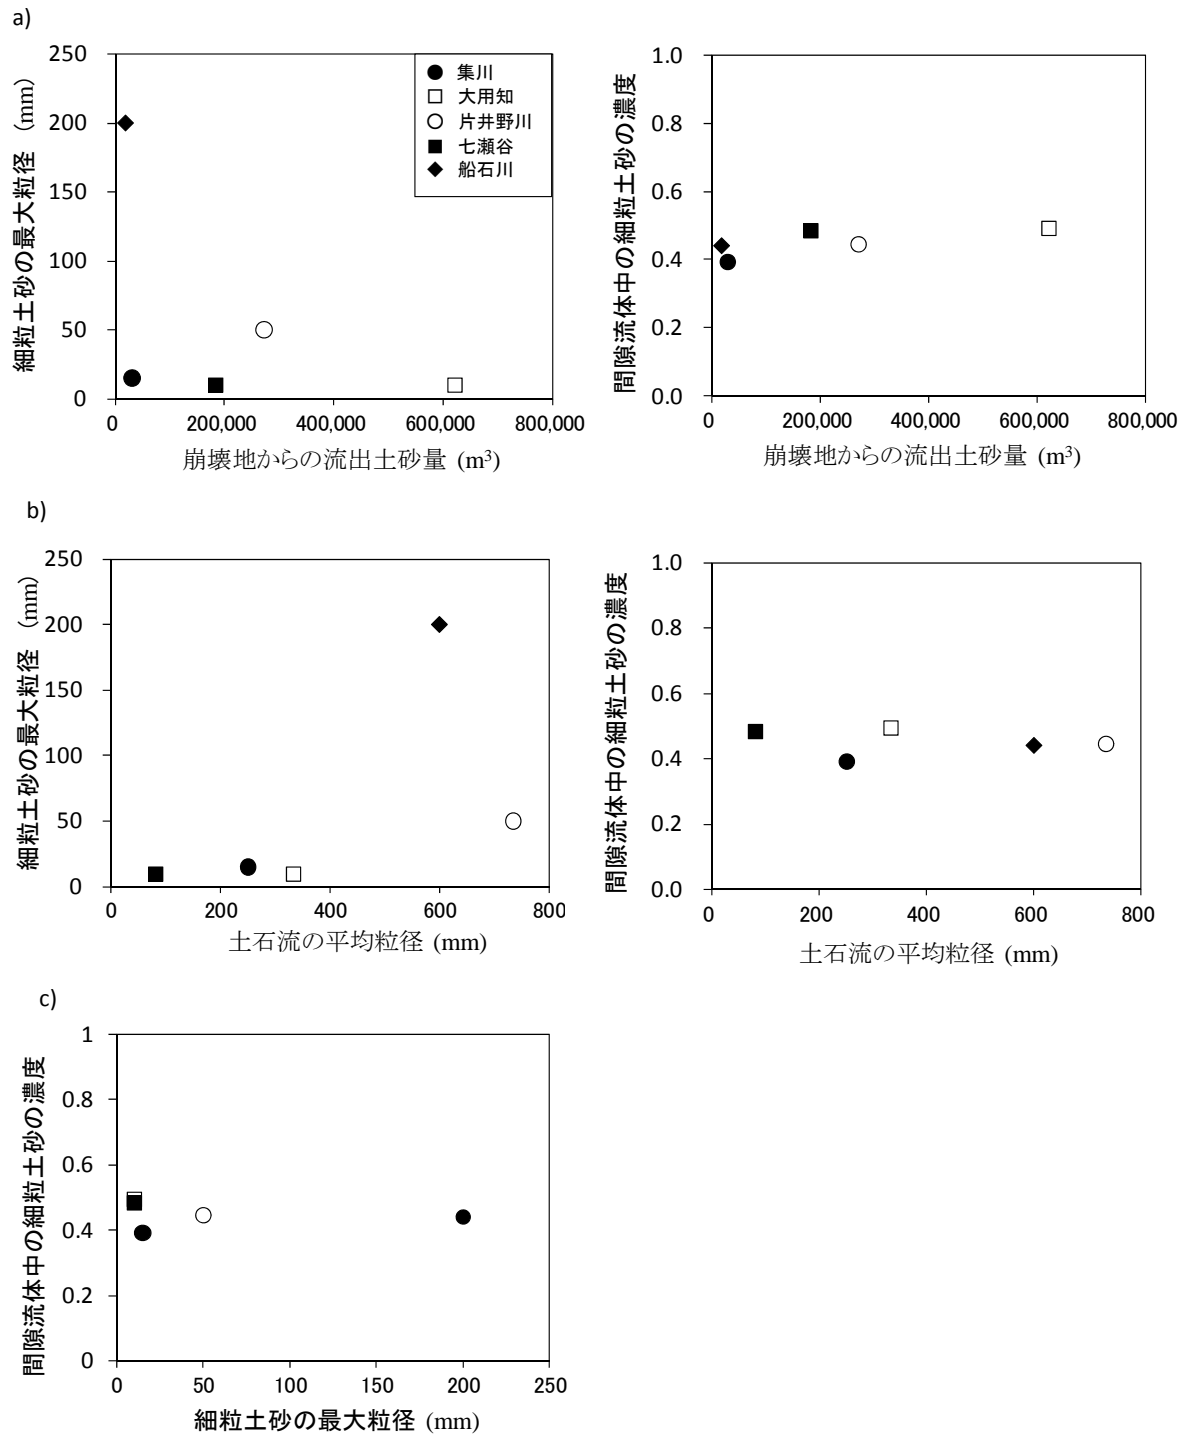 a)
細粒土砂の最大粒径 (mm)
250
200
150
100
50
0
集川
大用知
片井野川
七瀬谷
船石川
0 200,000 400,000 600,000 800,000
崩壊地からの流出土砂量 (m³)
間隙流体中の細粒土砂の濃度
1.0
0.8
0.6
0.4
0.2
0.0
0 200,000 400,000 600,000 800,000
崩壊地からの流出土砂量 (m³)
b)
細粒土砂の最大粒径 (mm)
250
200
150
100
50
0
0 200 400 600 800
土石流の平均粒径 (mm)
間隙流体中の細粒土砂の濃度
1.0
0.8
0.6
0.4
0.2
0.0
0 200 400 600 800
土石流の平均粒径 (mm)
c)
間隙流体中の細粒土砂の濃度
1
0.8
0.6
0.4
0.2
0
0 50 100 150 200 250
細粒土砂の最大粒径 (mm)